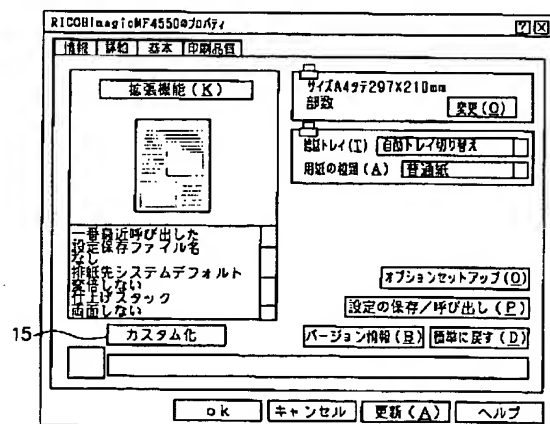 RICOHimagioMF4550のプロパティ
情報 詳細 基本 印刷品質
拡張機能(K)
サイズA4タテ297X210mm
部数
変更(O)
給紙トレイ(I) 自動トレイ切り替え
用紙の種類(A) 普通紙
一番最近呼び出した
設定保存ファイル名
なし
排紙先システムデフォルト
変倍しない
仕上げスタック
両面しない
オプションセットアップ(O)
設定の保存/呼び出し(P)
15
カスタム化
バージョン情報(R) 標準に戻す(D)
ok キャンセル 更新(A) ヘルプ